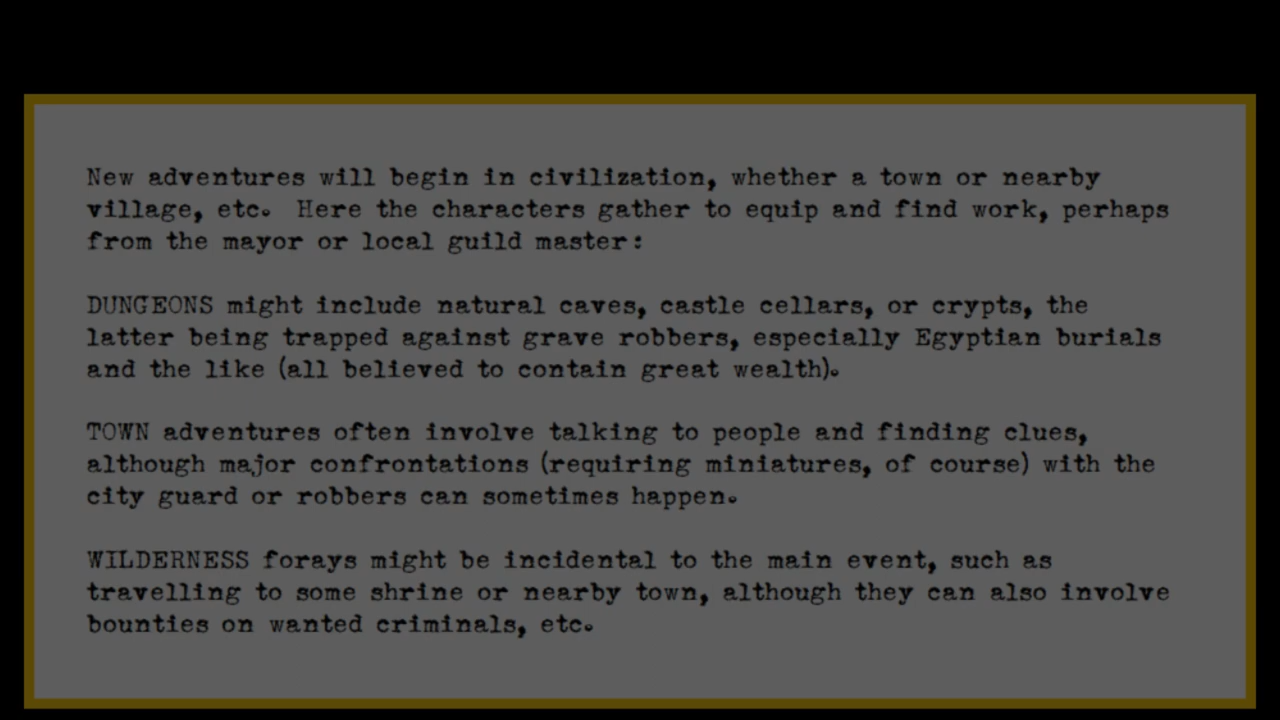 New adventures will begin in civilization, whether a town or nearby
village, etc. Here the characters gather to equip and find work, perhaps
from the mayor or local guild master:
DUNGEONS might include natural caves, castle cellars, or crypts, the
latter being trapped against grave robbers, especially Egyptian burials
and the like (all believed to contain great wealth).
TOWN adventures often involve talking to people and finding clues,
although major confrontations (requiring miniatures, of course) with the
city guard or robbers can sometimes happen.
WILDERNESS forays might be incidental to the main event, such as
travelling to some shrine or nearby town, although they can also involve
bounties on wanted criminals, etc.